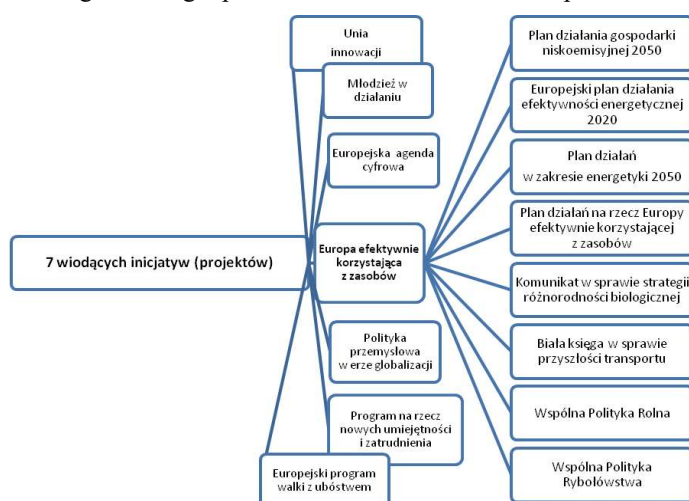 7 wiodących inicjatyw (projektów)
Unia
innowacji
Młodzież w
działaniu
Europejska agenda
cyfrowa
Europa efektywnie
korzystająca
z zasobów
Polityka
przemysłowa
w erze globalizacji
Program na rzecz
nowych umiejętności
i zatrudnienia
Europejski program
walki z ubóstwem
Plan działania gospodarki
niskoemisyjnej 2050
Europejski plan działania
efektywności energetycznej
2020
Plan działań
w zakresie energetyki 2050
Plan działań na rzecz Europy
efektywnie korzystającej
z zasobów
Komunikat w sprawie strategii
różnorodności biologicznej
Biała księga w sprawie
przyszłości transportu
Wspólna Polityka Rolna
Wspólna Polityka
Rybołówstwa